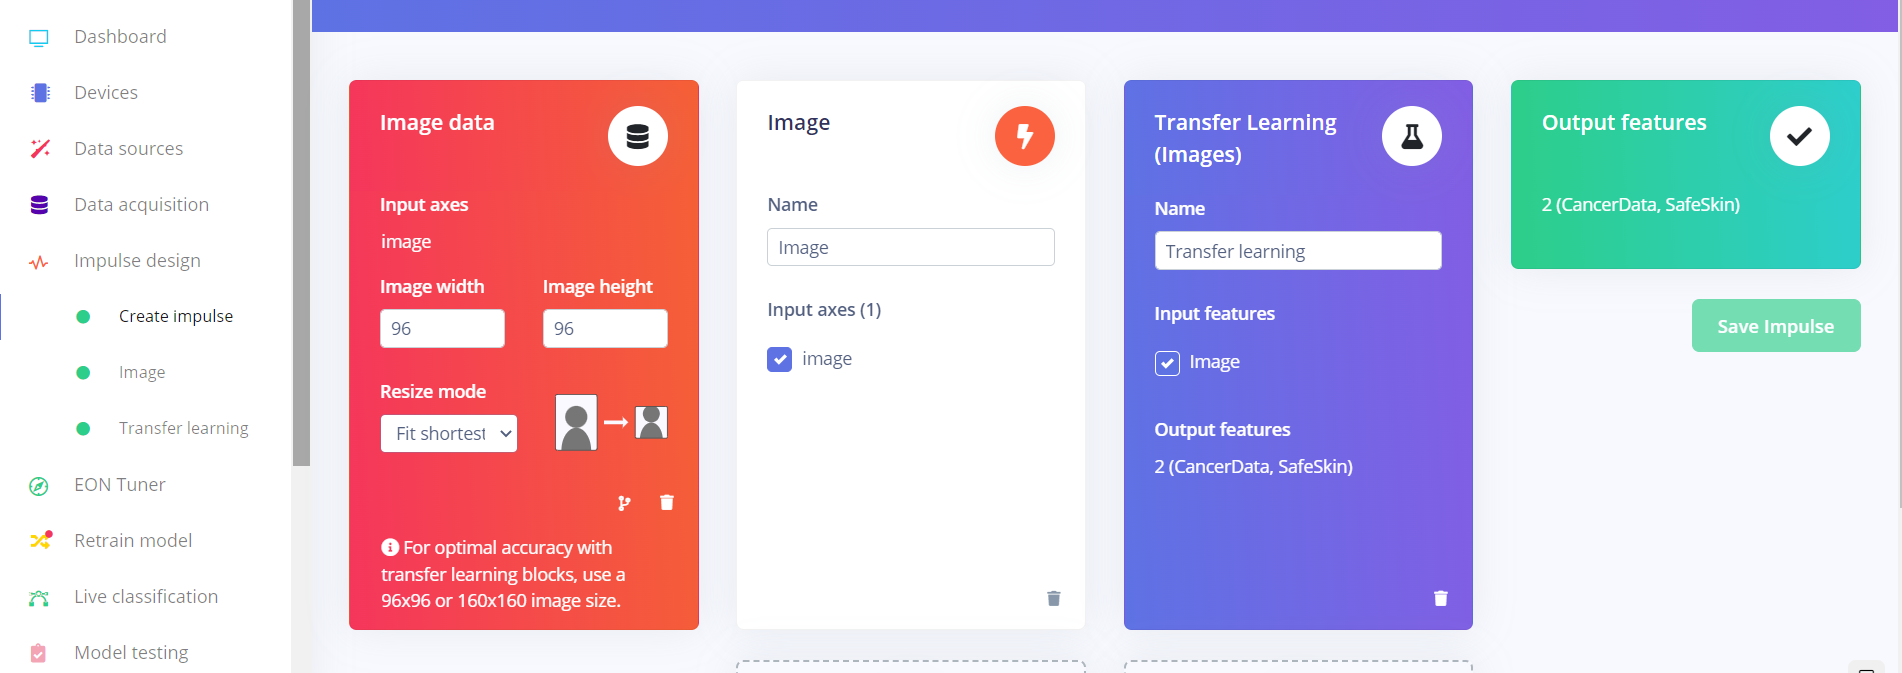 Dashboard
Devices
Data sources
Data acquisition
Impulse design
Create impulse
Image
Transfer learning
EON Tuner
Retrain model
Live classification
Model testing
Image data
Input axes
image
Image width
Image height
96
96
Resize mode
Fit shortest
For optimal accuracy with
transfer learning blocks, use a
96x96 or 160x160 image size.
Image
Name
Image
Input axes (1)
image
Transfer Learning
(Images)
Name
Transfer learning
Input features
Image
Output features
2 (CancerData, SafeSkin)
Output features
2 (CancerData, SafeSkin)
Save Impulse